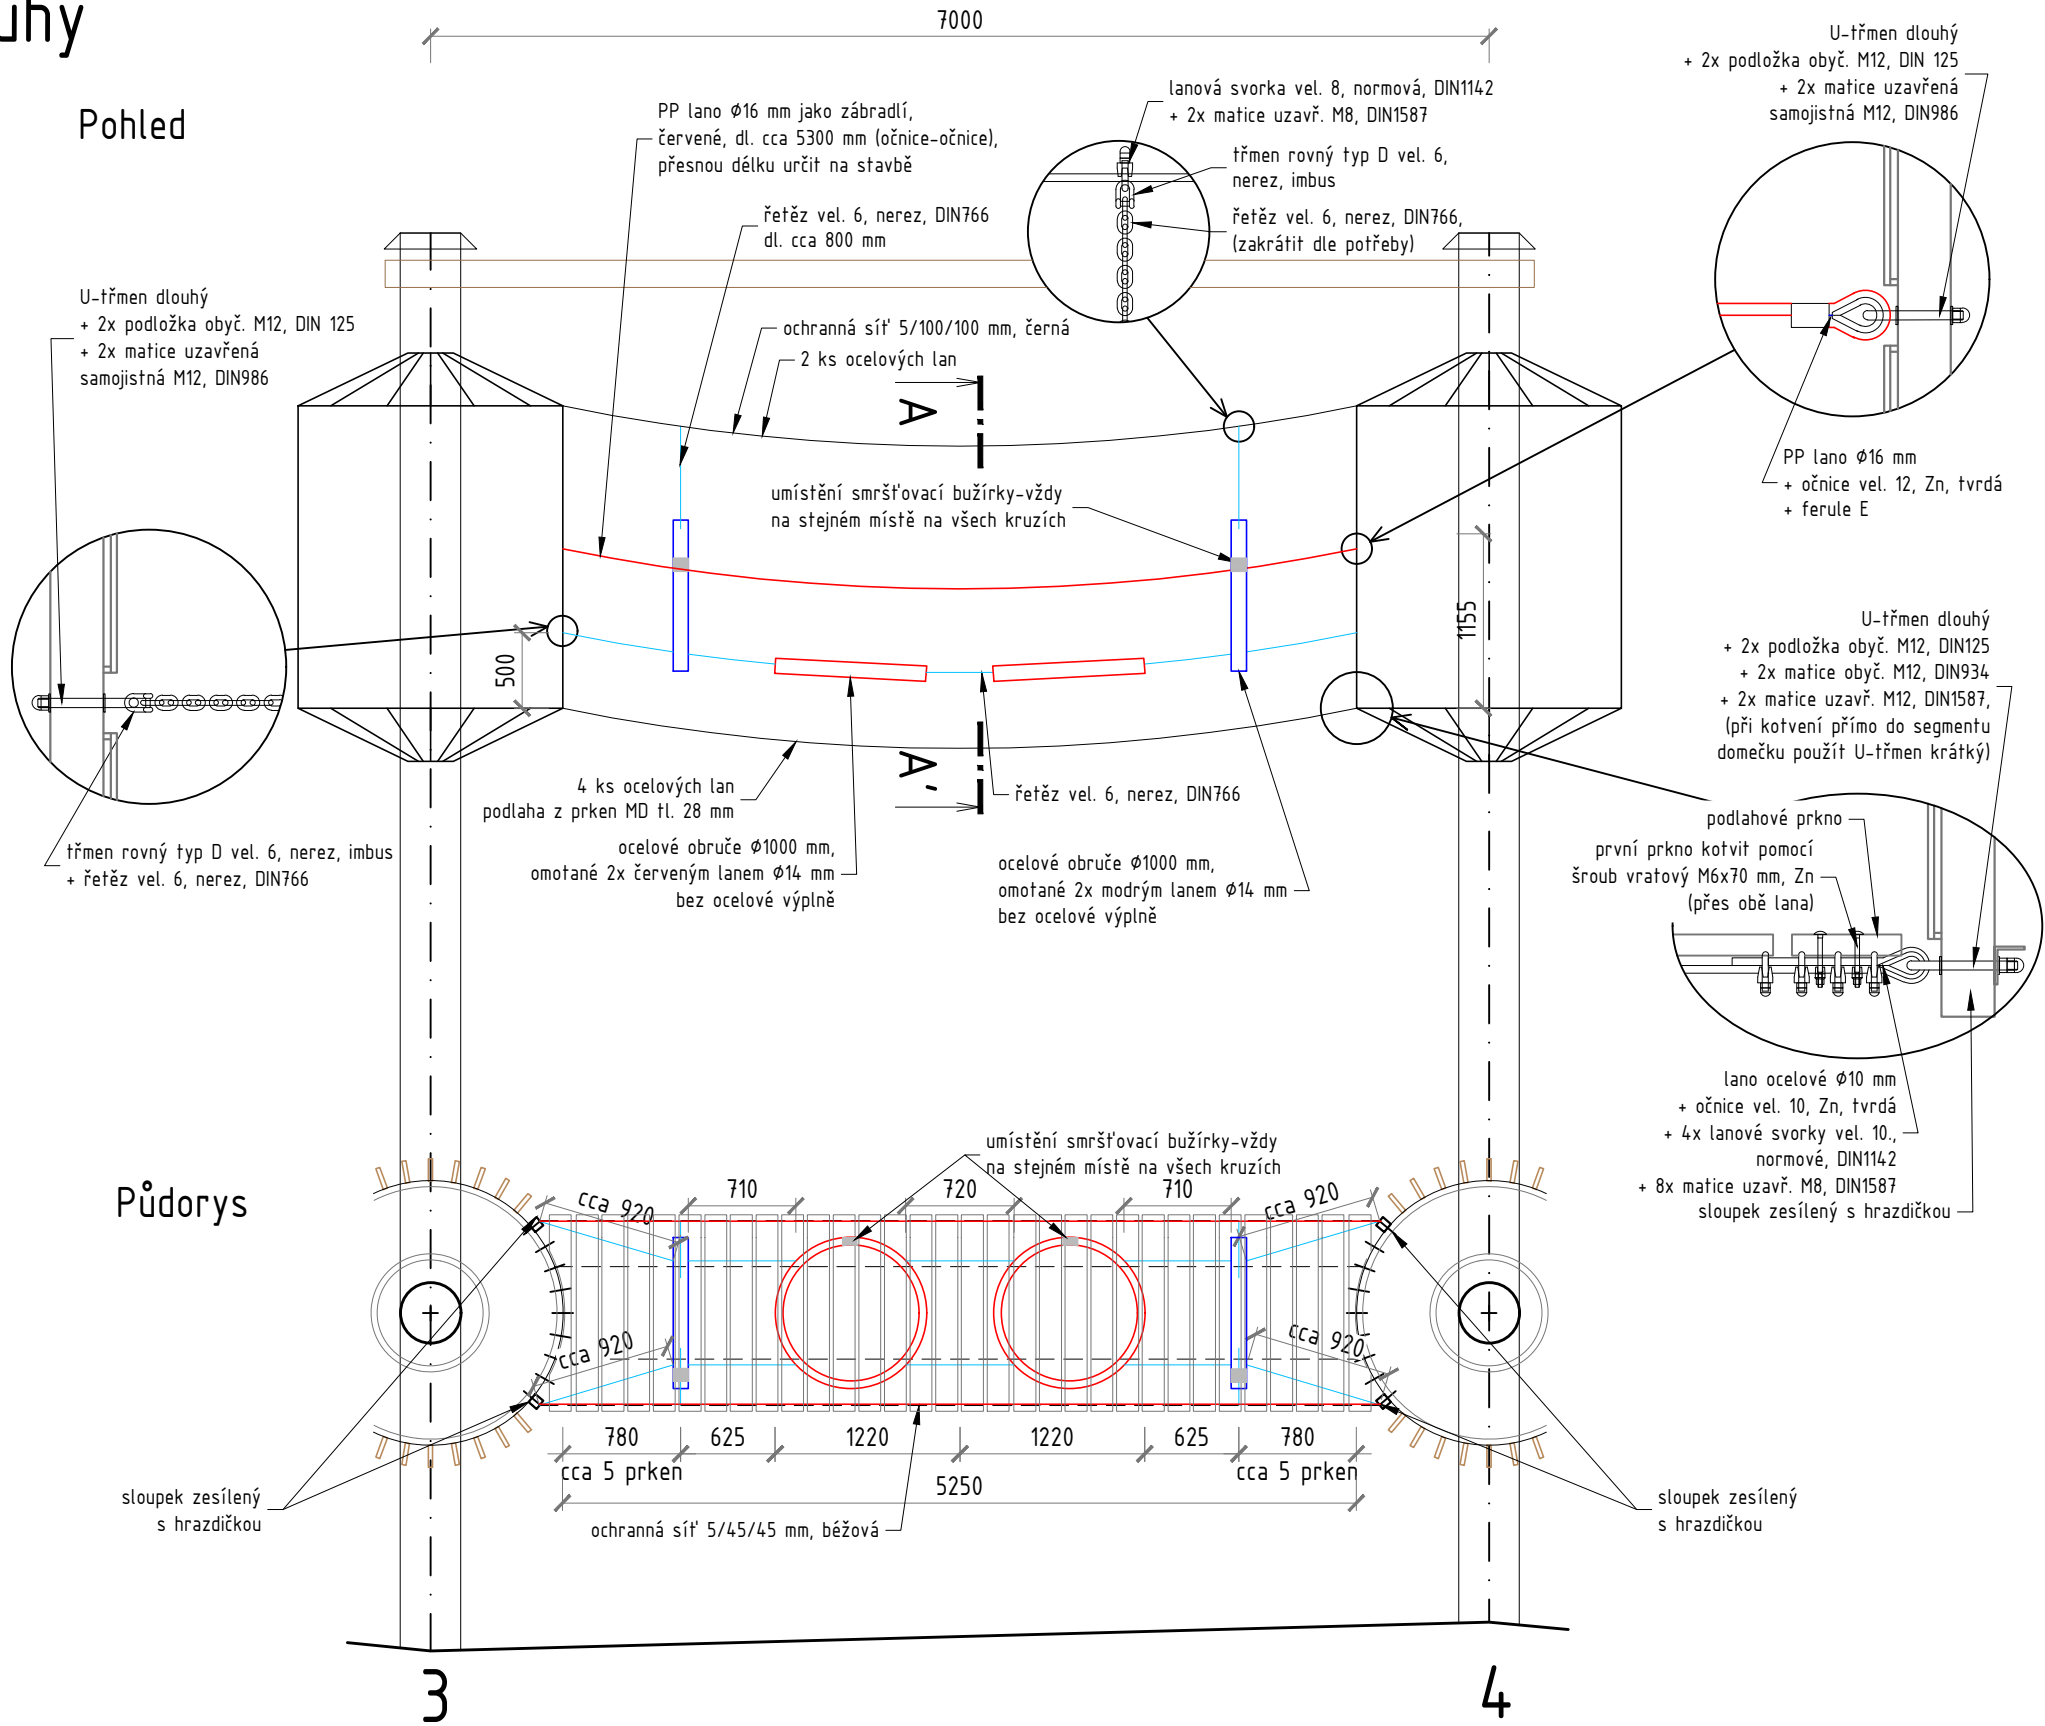 uhy
7000
Pohled
PP lano Ø16 mm jako zábradlí,
červené, dl. cca 5300 mm (očnice-očnice),
přesnou délku určit na stavbě
řetěz vel. 6, nerez, DIN766
dl. cca 800 mm
lanová svorka vel. 8, normová, DIN1142
+ 2x matice uzavř. M8, DIN1587
třmen rovný typ D vel. 6,
nerez, imbus
řetěz vel. 6, nerez, DIN766,
(zakrátit dle potřeby)
U-třmen dlouhý
+ 2x podložka obyč. M12, DIN 125
+ 2x matice uzavřená
samojistná M12, DIN986
U-třmen dlouhý
+ 2x podložka obyč. M12, DIN 125
+ 2x matice uzavřená
samojistná M12, DIN986
ochranná síť 5/100/100 mm, černá
2 ks ocelových lan
A
umístění smršťovací bužírky-vždy
na stejném místě na všech kruzích
PP lano Ø16 mm
+ očnice vel. 12, Zn, tvrdá
+ ferule E
500
1155
U-třmen dlouhý
+ 2x podložka obyč. M12, DIN125
+ 2x matice obyč. M12, DIN934
+ 2x matice uzavř. M12, DIN1587,
(při kotvení přímo do segmentu
domečku použít U-třmen krátký)
A'
4 ks ocelových lan
podlaha z prken MD tl. 28 mm
řetěz vel. 6, nerez, DIN766
třmen rovný typ D vel. 6, nerez, imbus
+ řetěz vel. 6, nerez, DIN766
ocelové obruče Ø1000 mm,
omotané 2x červeným lanem Ø14 mm
bez ocelové výplně
ocelové obruče Ø1000 mm,
omotané 2x modrým lanem Ø14 mm
bez ocelové výplně
podlahové prkno
první prkno kotvit pomocí
šroub vratový M6x70 mm, Zn
(přes obě lana)
lano ocelové Ø10 mm
+ očnice vel. 10, Zn, tvrdá
+ 4x lanové svorky vel. 10.,
normové, DIN1142
+ 8x matice uzavř. M8, DIN1587
sloupek zesílený s hrazdičkou
Půdorys
umístění smršťovací bužírky-vždy
na stejném místě na všech kruzích
cca 920
710
720
710
cca 920
cca 920
cca 920
780
625
1220
1220
625
780
cca 5 prken
cca 5 prken
5250
sloupek zesílený
s hrazdičkou
ochranná síť 5/45/45 mm, béžová
sloupek zesílený
s hrazdičkou
3
4